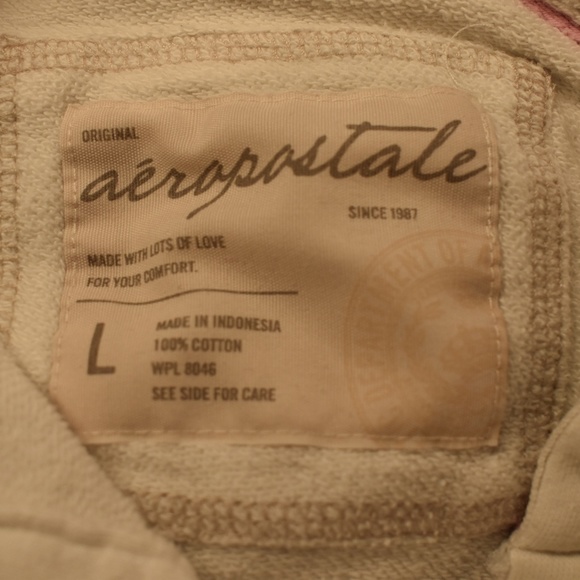 ORIGINAL
aéropostale
SINCE 1987
MADE WITH LOTS OF LOVE
FOR YOUR COMFORT.
L
MADE IN INDONESIA
100% COTTON
WPL 8046
SEE SIDE FOR CARE